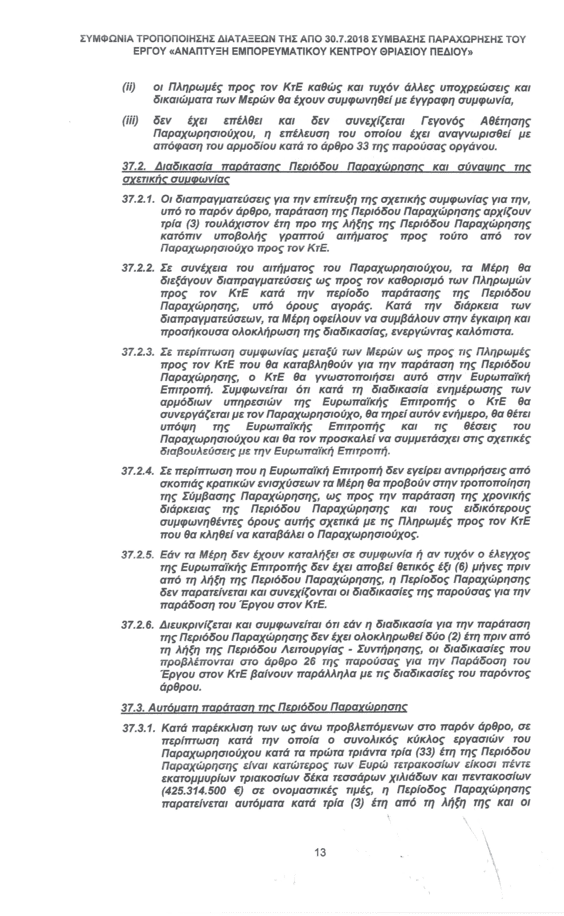 ΣΥΜΦΩΝΙΑ ΤΡΟΠΟΠΟΙΗΣΗΣ ΔΙΑΤΑΞΕΩΝ ΤΗΣ ΑΠΟ 30.7.2018 ΣΥΜΒΑΣΗΣ ΠΑΡΑΧΩΡΗΣΗΣ ΤΟΥ
ΕΡΓΟΥ «ΑΝΑΠΤΥΞΗ ΕΜΠΟΡΕΥΜΑΤΙΚΟΥ ΚΕΝΤΡΟΥ ΘΡΙΑΣΙΟΥ ΠΕΔΙΟΥ»
(ii) οι Πληρωμές προς τον ΚτΕ καθώς και τυχόν άλλες υποχρεώσεις και
δικαιώματα των Μερών θα έχουν συμφωνηθεί με έγγραφη συμφωνία,
(iii) δεν έχει επέλθει και δεν συνεχίζεται Γεγονός Αθέτησης
Παραχωρησιούχου, η επέλευση του οποίου έχει αναγνωρισθεί με
απόφαση του αρμοδίου κατά το άρθρο 33 της παρούσας οργάνου.
37.2. Διαδικασία παράτασης Περιόδου Παραχώρησης και σύναψης της
σχετικής συμφωνίας
37.2.1. Οι διαπραγματεύσεις για την επίτευξη της σχετικής συμφωνίας για την,
υπό το παρόν άρθρο, παράταση της Περιόδου Παραχώρησης αρχίζουν
τρία (3) τουλάχιστον έτη προ της λήξης της Περιόδου Παραχώρησης
κατόπιν υποβολής γραπτού αιτήματος προς τούτο από τον
Παραχωρησιούχο προς τον ΚτΕ.
37.2.2. Σε συνέχεια του αιτήματος του Παραχωρησιούχου, τα Μέρη θα
διεξάγουν διαπραγματεύσεις ως προς τον καθορισμό των Πληρωμών
προς τον ΚτΕ κατά την περίοδο παράτασης της Περιόδου
Παραχώρησης, υπό όρους αγοράς. Κατά την διάρκεια των
διαπραγματεύσεων, τα Μέρη οφείλουν να συμβάλουν στην έγκαιρη και
προσήκουσα ολοκλήρωση της διαδικασίας, ενεργώντας καλόπιστα.
37.2.3. Σε περίπτωση συμφωνίας μεταξύ των Μερών ως προς τις Πληρωμές
προς τον ΚτΕ που θα καταβληθούν για την παράταση της Περιόδου
Παραχώρησης, ο ΚτΕ θα γνωστοποιήσει αυτό στην Ευρωπαϊκή
Επιτροπή. Συμφωνείται ότι κατά τη διαδικασία ενημέρωσης των
αρμόδιων υπηρεσιών της Ευρωπαϊκής Επιτροπής ο ΚτΕ θα
συνεργάζεται με τον Παραχωρησιούχο, θα τηρεί αυτόν ενήμερο, θα θέτει
υπόψη της Ευρωπαϊκής Επιτροπής και τις θέσεις του
Παραχωρησιούχου και θα τον προσκαλεί να συμμετάσχει στις σχετικές
διαβουλεύσεις με την Ευρωπαϊκή Επιτροπή.
37.2.4. Σε περίπτωση που η Ευρωπαϊκή Επιτροπή δεν εγείρει αντιρρήσεις από
σκοπιάς κρατικών ενισχύσεων τα Μέρη θα προβούν στην τροποποίηση
της Σύμβασης Παραχώρησης, ως προς την παράταση της χρονικής
διάρκειας της Περιόδου Παραχώρησης και τους ειδικότερους
συμφωνηθέντες όρους αυτής σχετικά με τις Πληρωμές προς τον ΚτΕ
που θα κληθεί να καταβάλει ο Παραχωρησιούχος.
37.2.5. Εάν τα Μέρη δεν έχουν καταλήξει σε συμφωνία ή αν τυχόν ο έλεγχος
της Ευρωπαϊκής Επιτροπής δεν έχει αποβεί θετικός έξι (6) μήνες πριν
από τη λήξη της Περιόδου Παραχώρησης, η Περίοδος Παραχώρησης
δεν παρατείνεται και συνεχίζονται οι διαδικασίες της παρούσας για την
παράδοση του Έργου στον ΚτΕ.
37.2.6. Διευκρινίζεται και συμφωνείται ότι εάν η διαδικασία για την παράταση
της Περιόδου Παραχώρησης δεν έχει ολοκληρωθεί δύο (2) έτη πριν από
τη λήξη της Περιόδου Λειτουργίας - Συντήρησης, οι διαδικασίες που
προβλέπονται στο άρθρο 26 της παρούσας για την Παράδοση του
Έργου στον ΚτΕ βαίνουν παράλληλα με τις διαδικασίες του παρόντος
άρθρου.
37.3. Αυτόματη παράταση της Περιόδου Παραχώρησης
37.3.1. Κατά παρέκκλιση των ως άνω προβλεπόμενων στο παρόν άρθρο, σε
περίπτωση κατά την οποία ο συνολικός κύκλος εργασιών του
Παραχωρησιούχου κατά τα πρώτα τριάντα τρία (33) έτη της Περιόδου
Παραχώρησης είναι κατώτερος των Ευρώ τετρακοσίων είκοσι πέντε
εκατομμυρίων τριακοσίων δέκα τεσσάρων χιλιάδων και πεντακοσίων
(425.314.500 €) σε ονομαστικές τιμές, η Περίοδος Παραχώρησης
παρατείνεται αυτόματα κατά τρία (3) έτη από τη λήξη της και οι
13